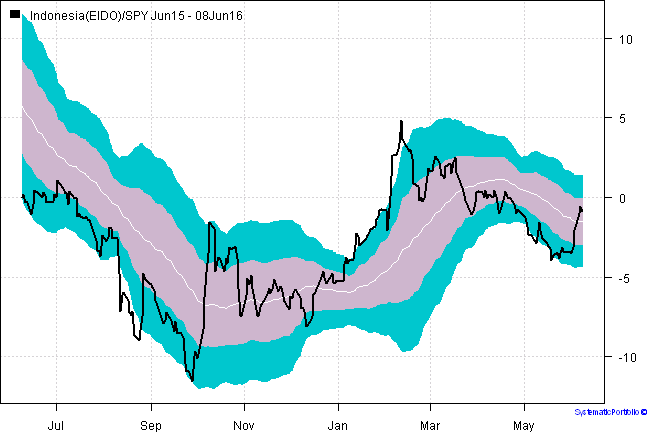 Indonesia(EIDO)/SPY Jun15 - 08Jun16
10
5
0
-5
-10
Jul Sep Nov Jan Mar May
SystematicPortfolio ©